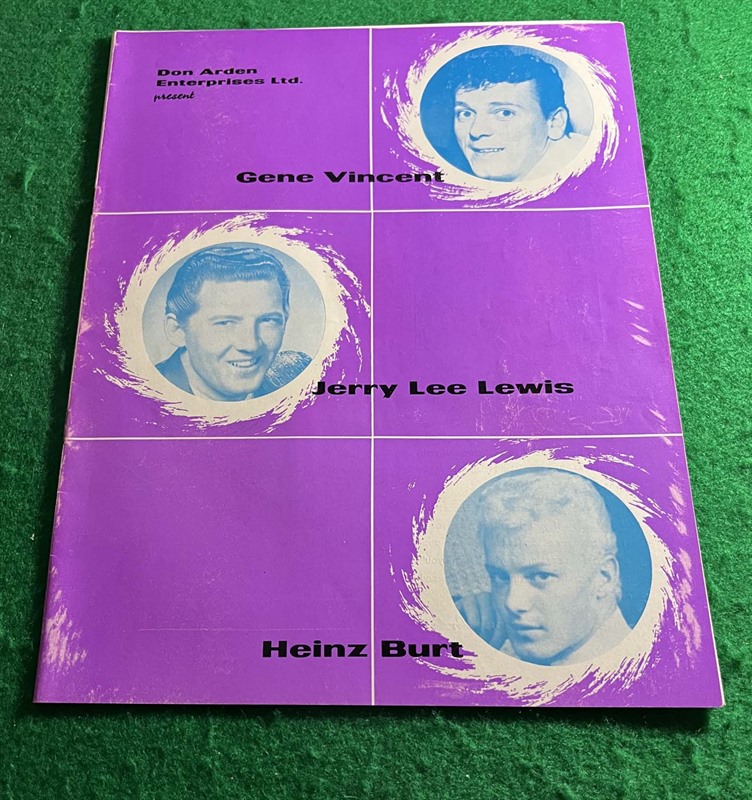 Don Arden
Enterprises Ltd.
present
Gene Vincent
Jerry Lee Lewis
Heinz Burt